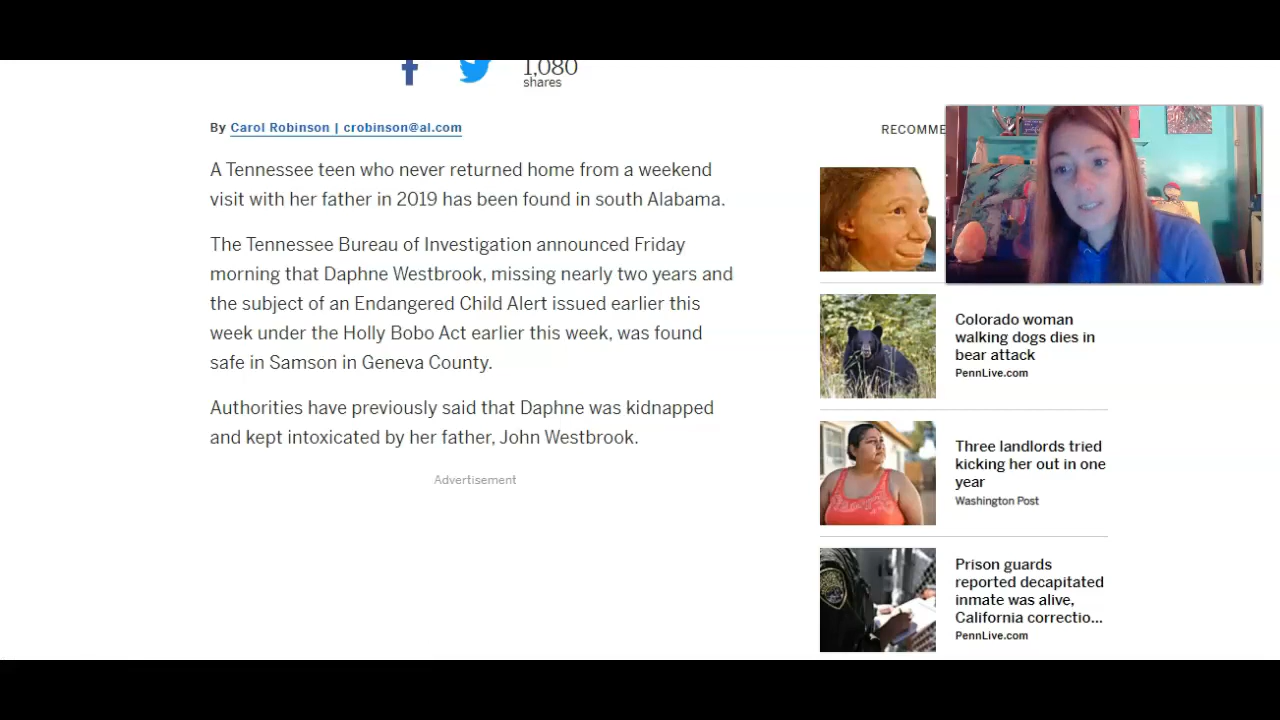 1,080
shares
By Carol Robinson | crobinson@al.com
A Tennessee teen who never returned home from a weekend
visit with her father in 2019 has been found in south Alabama.
The Tennessee Bureau of Investigation announced Friday
morning that Daphne Westbrook, missing nearly two years and
the subject of an Endangered Child Alert issued earlier this
week under the Holly Bobo Act earlier this week, was found
safe in Samson in Geneva County.
Authorities have previously said that Daphne was kidnapped
and kept intoxicated by her father, John Westbrook.
Advertisement
RECOMME
Colorado woman
walking dogs dies in
bear attack
PennLive.com
Three landlords tried
kicking her out in one
year
Washington Post
Prison guards
reported decapitated
inmate was alive,
California correctio...
PennLive.com